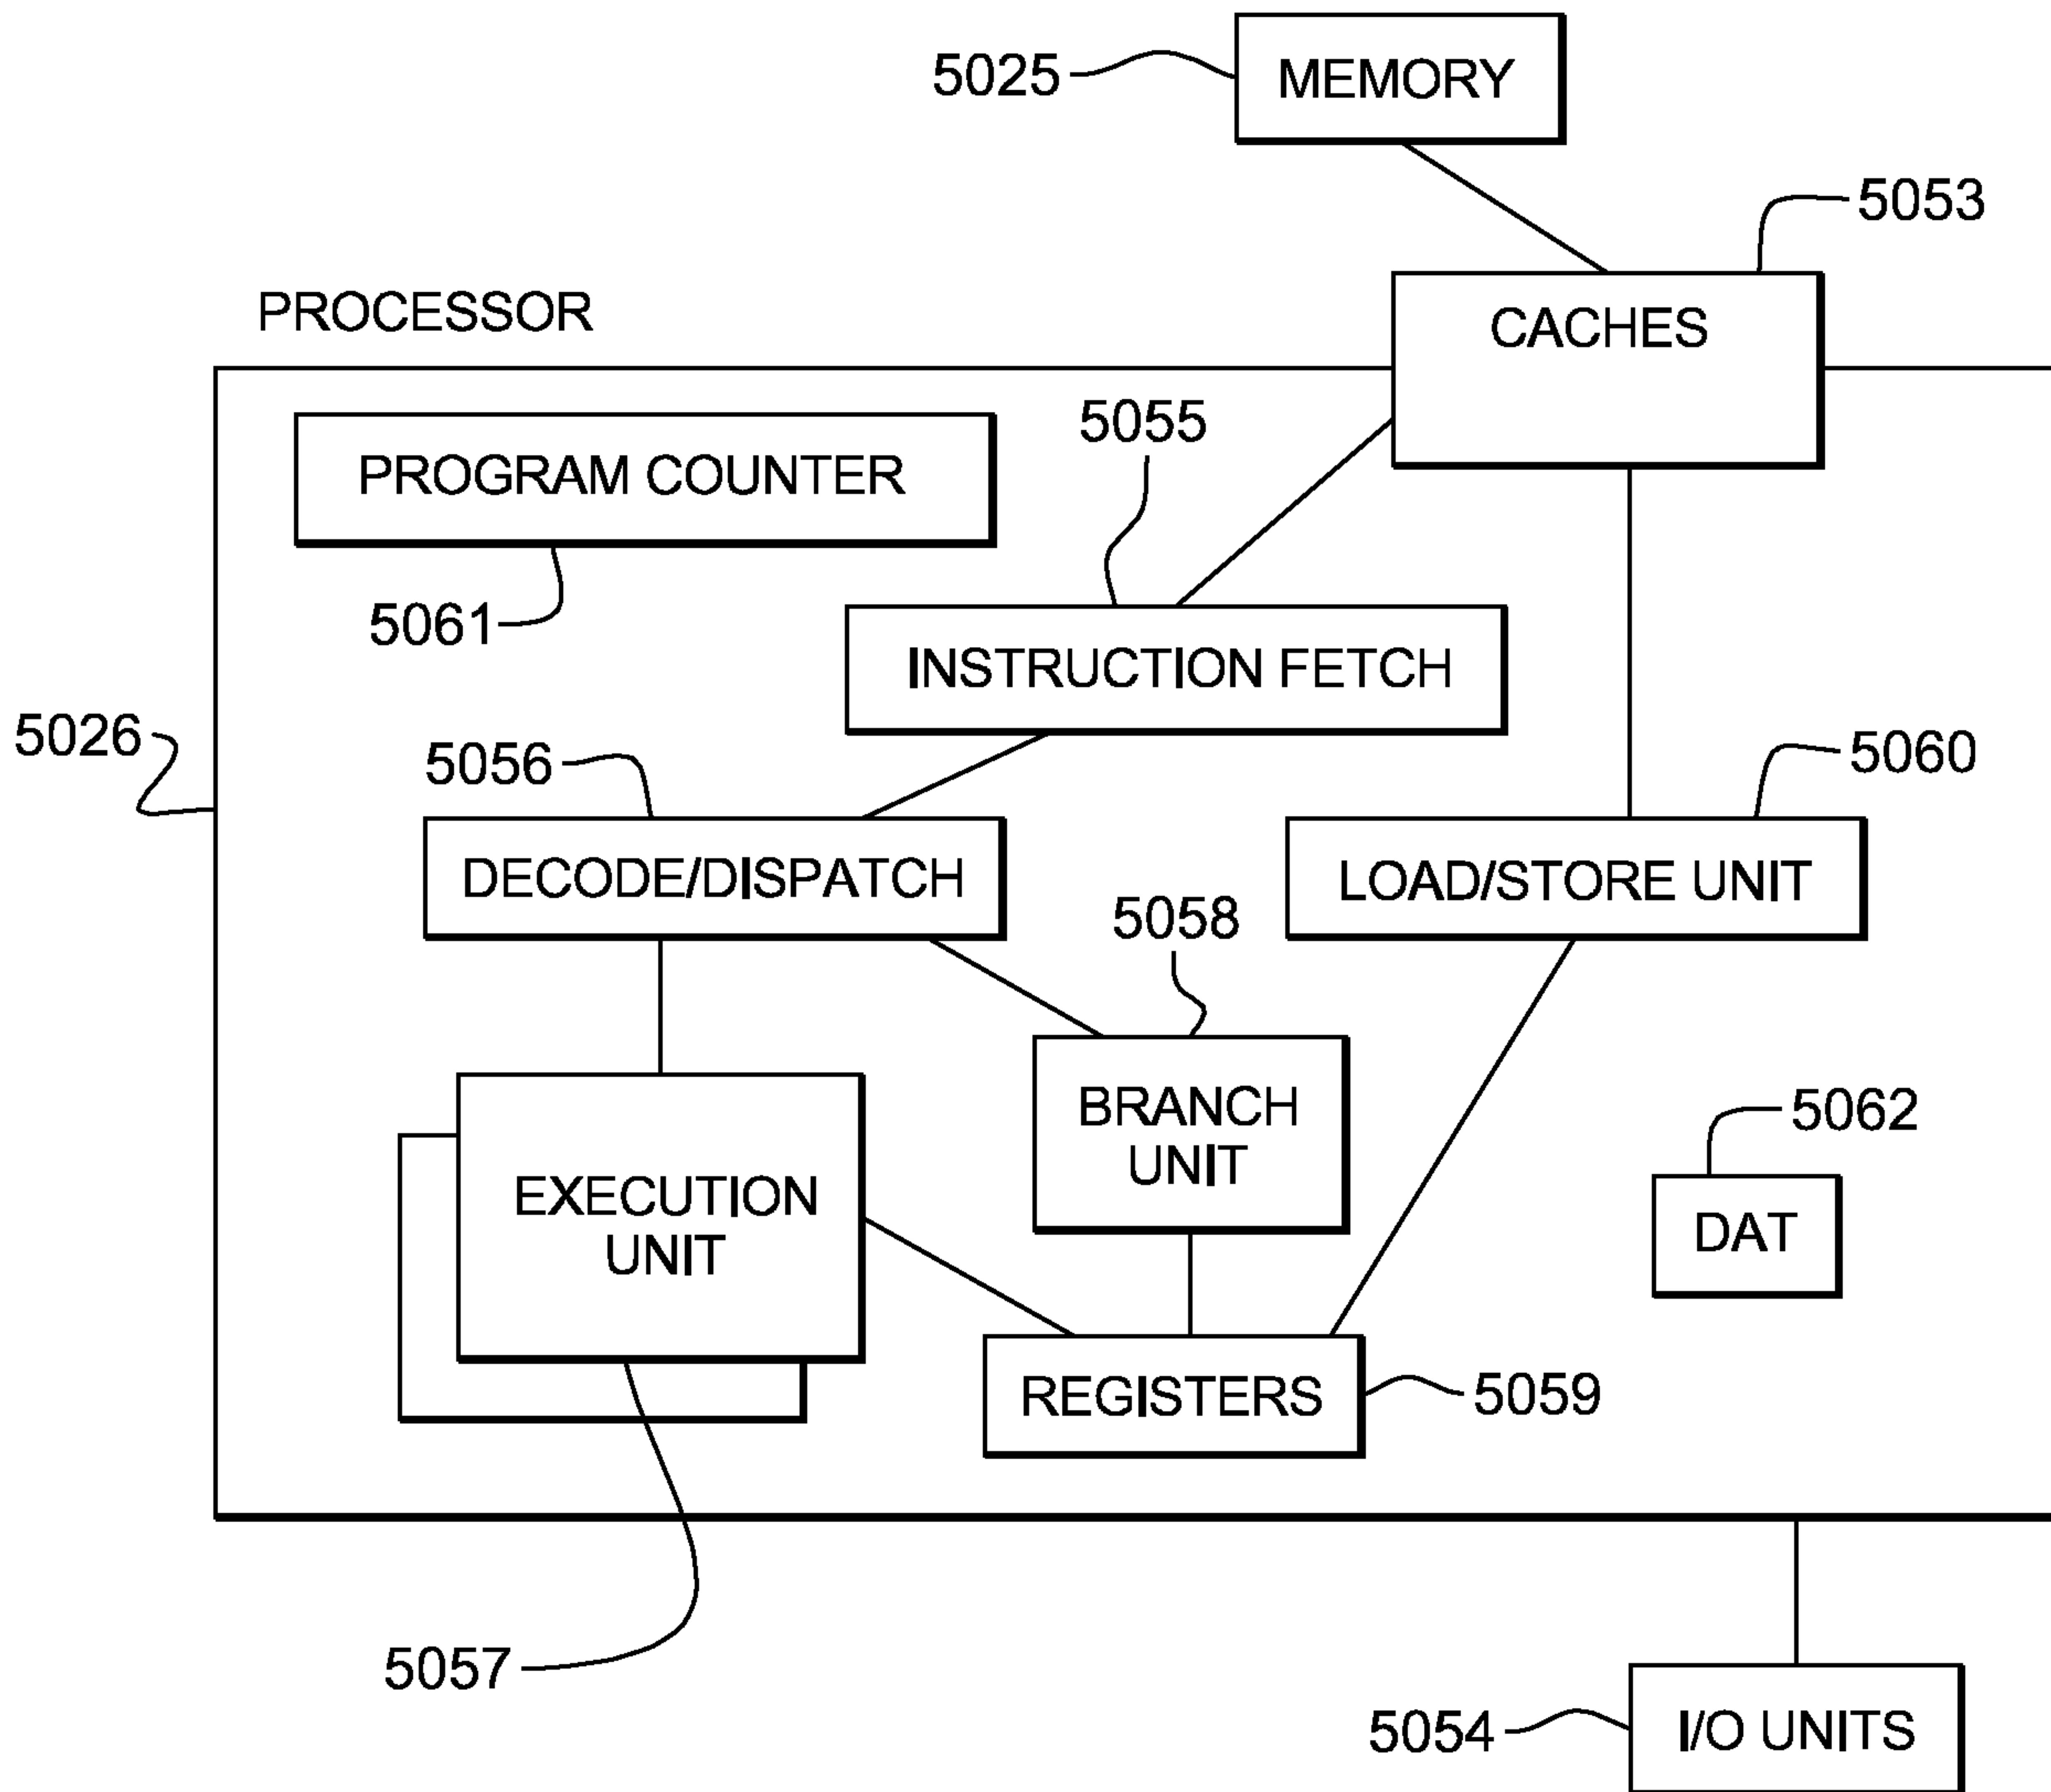 MEMORY
5025
5053
CACHES
PROCESSOR
5055
PROGRAM COUNTER
5061
INSTRUCTION FETCH
5026
5056
5060
DECODE/DISPATCH
LOAD/STORE UNIT
5058
BRANCH
UNIT
5062
EXECUTION
UNIT
DAT
REGISTERS
5059
5057
5054
I/O UNITS